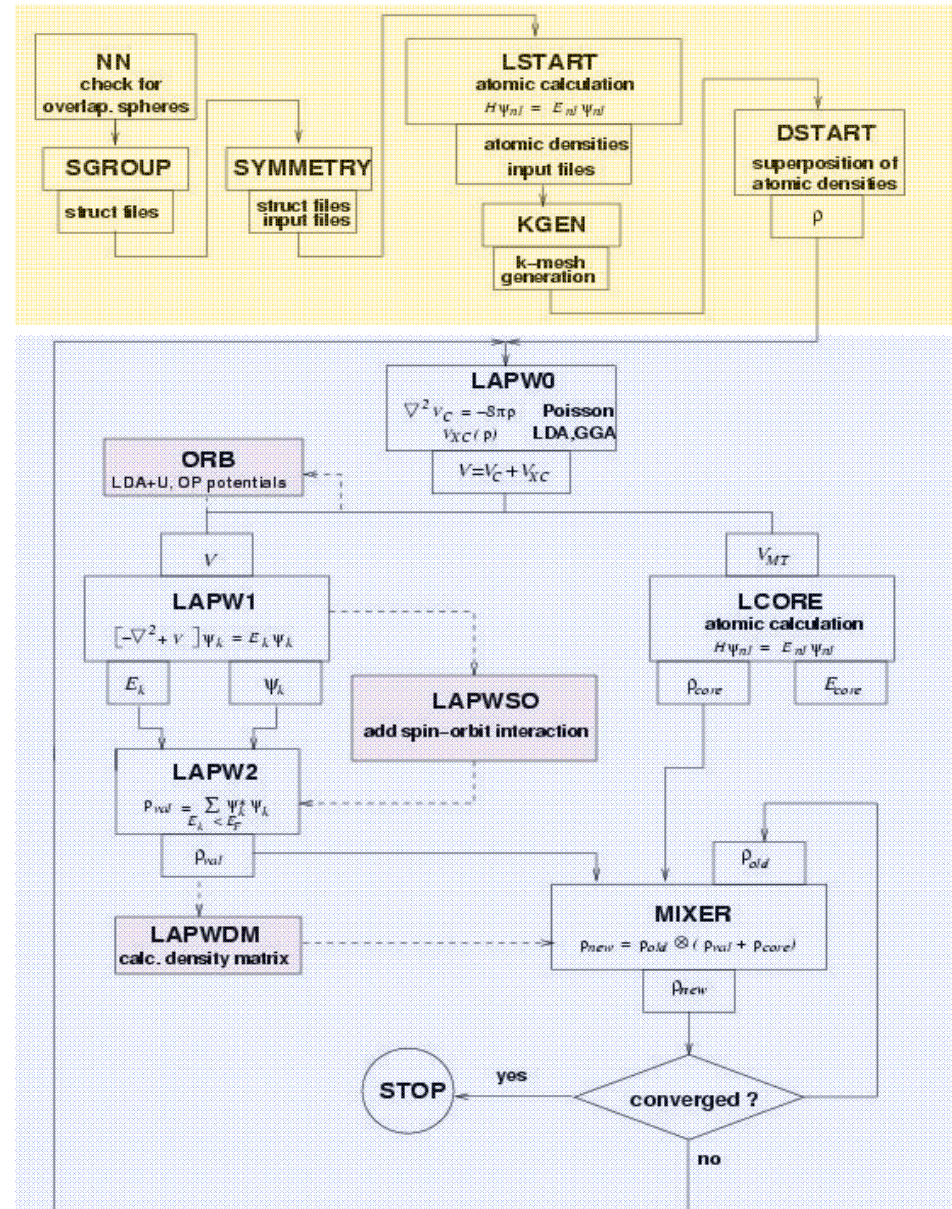 NN
check for
overlap. spheres
SGROUP
struct files
SYMMETRY
struct files
input files
LSTART
atomic calculation
Hψnl = Enl ψnl
atomic densities
input files
KGEN
k-mesh
generation
DSTART
superposition of
atomic densities
ρ
LAPW0
∇²VC = -8πρ Poisson
VXC(ρ) LDA,GGA
V=VC+VXC
ORB
LDA+U, OP potentials
V
LAPW1
[-∇²+V]ψk = Ekψk
Ek
ψk
VMT
LCORE
atomic calculation
Hψnl = Enl ψnl
ρcore
Ecore
LAPWSO
add spin-orbit interaction
LAPW2
ρval = ∑ ψk* ψk
Ek < EF
ρval
LAPWDM
calc. density matrix
ρold
MIXER
ρnew = ρold ⊗ (ρval + ρcore)
ρnew
STOP
yes
converged ?
no